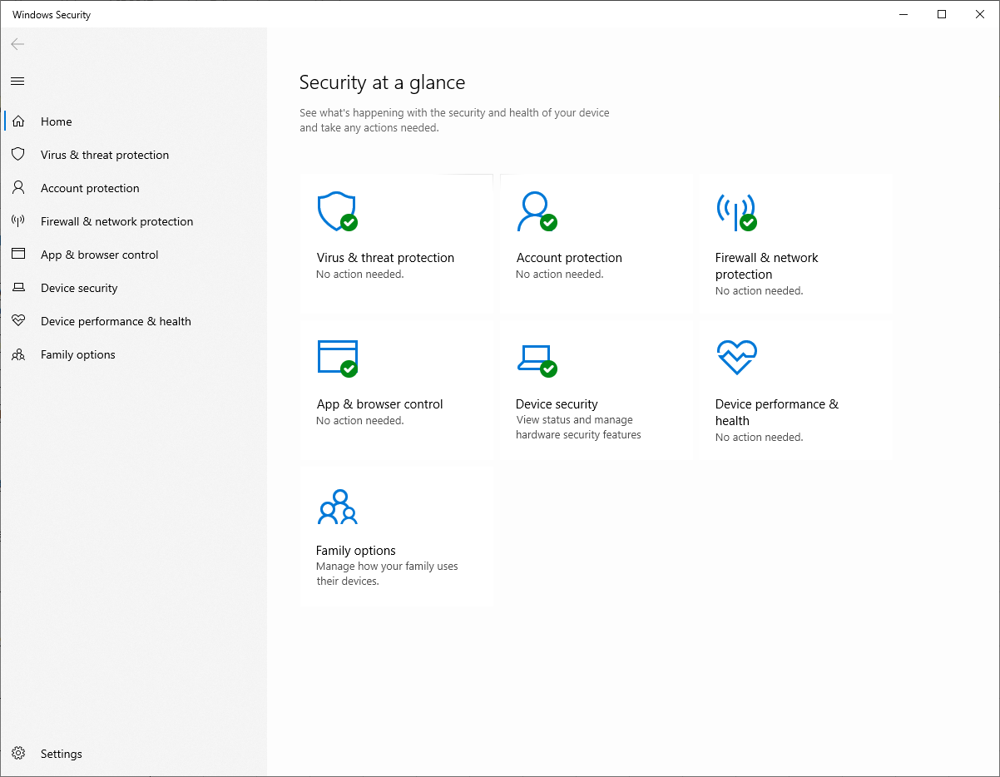 Windows Security
Home
Virus & threat protection
Account protection
Firewall & network protection
App & browser control
Device security
Device performance & health
Family options
Settings
Security at a glance
See what's happening with the security and health of your device
and take any actions needed.
Virus & threat protection
No action needed.
Account protection
No action needed.
Firewall & network
protection
No action needed.
App & browser control
No action needed.
Device security
View status and manage
hardware security features
Device performance &
health
No action needed.
Family options
Manage how your family uses
their devices.